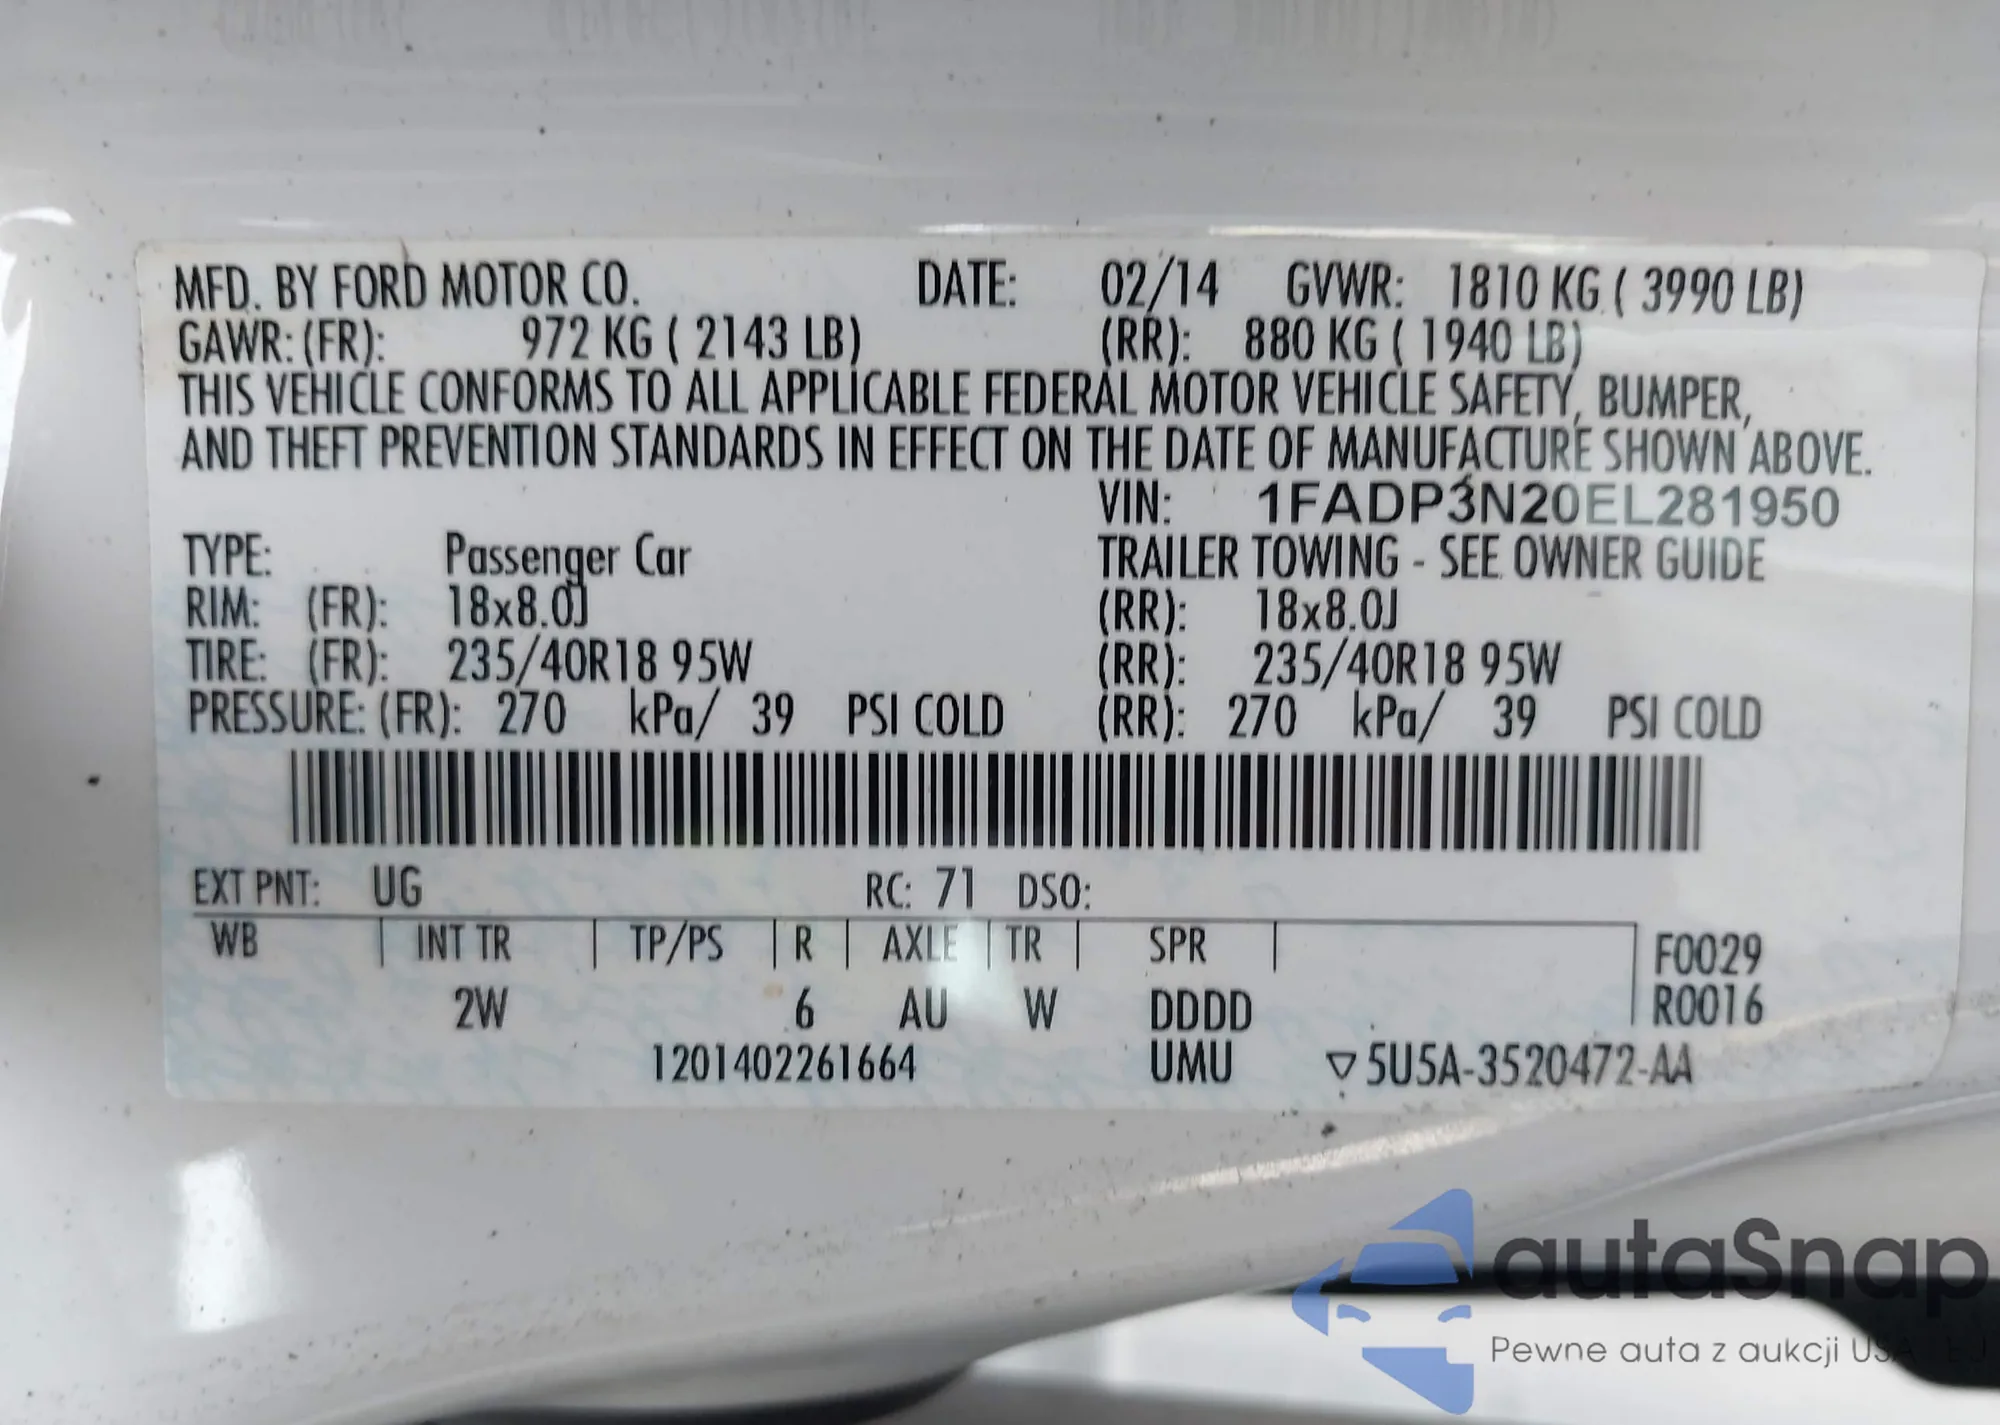 MFD. BY FORD MOTOR CO. DATE: 02/14 GVWR: 1810 KG ( 3990 LB)
GAWR: (FR): 972 KG ( 2143 LB) (RR): 880 KG ( 1940 LB)
THIS VEHICLE CONFORMS TO ALL APPLICABLE FEDERAL MOTOR VEHICLE SAFETY, BUMPER,
AND THEFT PREVENTION STANDARDS IN EFFECT ON THE DATE OF MANUFACTURE SHOWN ABOVE.
VIN: 1FADP3N20EL281950
TYPE: Passenger Car TRAILER TOWING - SEE OWNER GUIDE
RIM: (FR): 18x8.0J (RR): 18x8.0J
TIRE: (FR): 235/40R18 95W (RR): 235/40R18 95W
PRESSURE: (FR): 270 kPa/ 39 PSI COLD (RR): 270 kPa/ 39 PSI COLD
EXT PNT: UG RC: 71 DSO:
WB INT TR TP/PS R AXLE TR SPR F0029
2W 6 AU W DDDD R0016
1201402261664 UMU ▽5U5A-3520472-AA
autaSnap
Pewne auta z aukcji USA